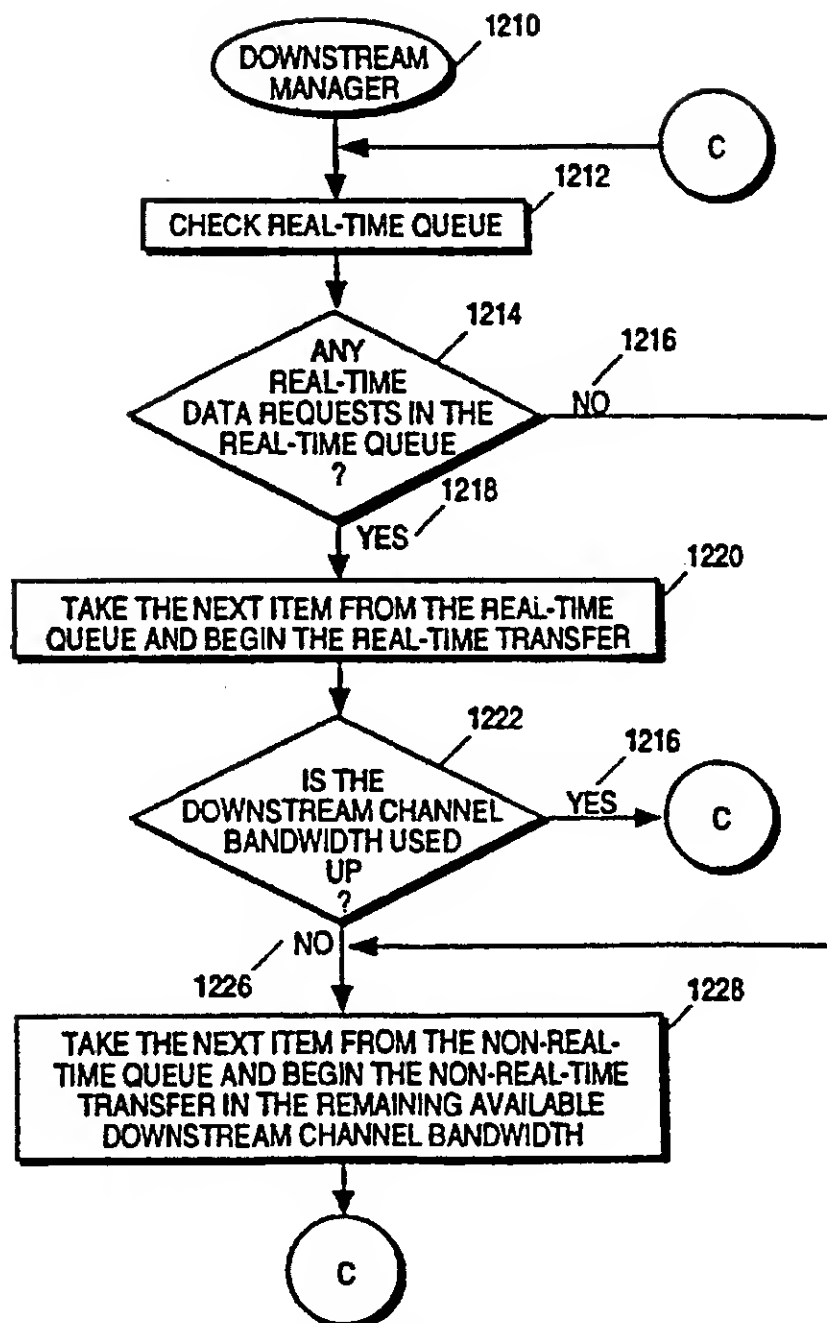 1210
DOWNSTREAM
MANAGER
C
1212
CHECK REAL-TIME QUEUE
1214
ANY
REAL-TIME
DATA REQUESTS IN THE
REAL-TIME QUEUE
?
1216
NO
1218
YES
1220
TAKE THE NEXT ITEM FROM THE REAL-TIME
QUEUE AND BEGIN THE REAL-TIME TRANSFER
1222
IS THE
DOWNSTREAM CHANNEL
BANDWIDTH USED
UP
?
1216
YES
C
NO
1226
1228
TAKE THE NEXT ITEM FROM THE NON-REAL-
TIME QUEUE AND BEGIN THE NON-REAL-TIME
TRANSFER IN THE REMAINING AVAILABLE
DOWNSTREAM CHANNEL BANDWIDTH
C